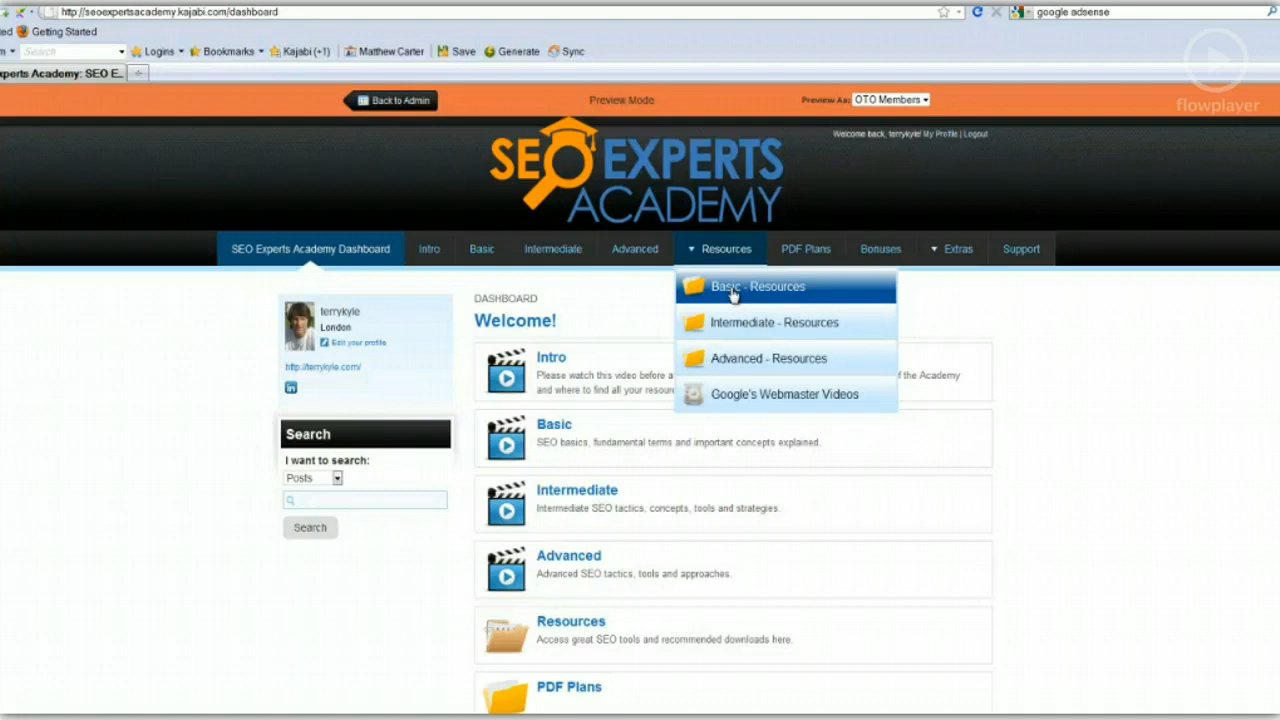 http://seoexpertsacademy.kajabi.com/dashboard
google adsense
ed Getting Started
m Search Logins Bookmarks Kajabi (+1) Matthew Carter Save Generate Sync
xperts Academy: SEO E...
flowplayer
Back to Admin
Preview Mode
Preview As: OTO Members
Welcome back, terrykyle! My Profile | Logout
SEO EXPERTS
ACADEMY
SEO Experts Academy Dashboard Intro Basic Intermediate Advanced Resources PDF Plans Bonuses Extras Support
Basic - Resources
Intermediate - Resources
Advanced - Resources
Google's Webmaster Videos
terrykyle
London
Edit your profile
http://terrykyle.com/
in
Search
I want to search:
Posts
Search
DASHBOARD
Welcome!
Intro
Please watch this video before a f the Academy
and where to find all your resour
Basic
SEO basics, fundamental terms and important concepts explained.
Intermediate
Intermediate SEO tactics, concepts, tools and strategies.
Advanced
Advanced SEO tactics, tools and approaches.
Resources
Access great SEO tools and recommended downloads here.
PDF Plans